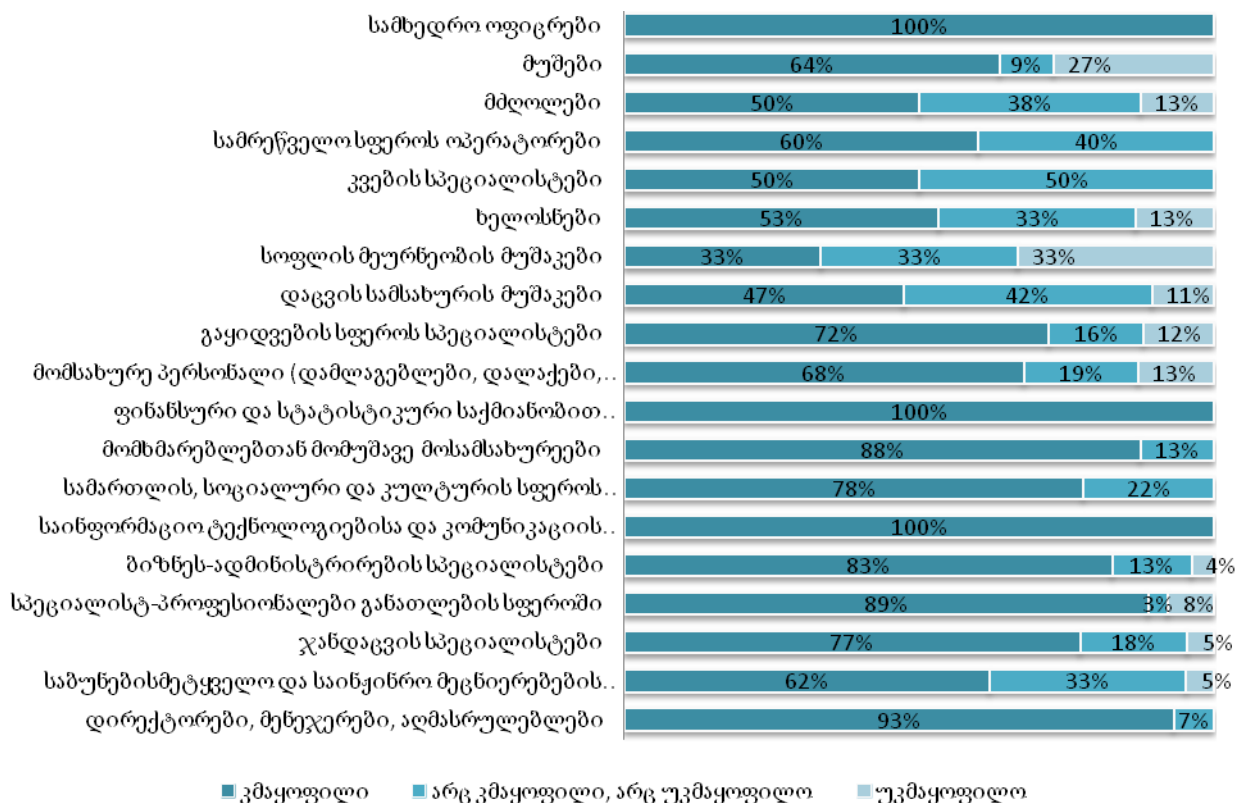 სამხედრო ოფიცრები 100%
მუშები 64% 9% 27%
მძღოლები 50% 38% 13%
სამრეწველო სფეროს ოპერატორები 60% 40%
კვების სპეციალისტები 50% 50%
ხელოსნები 53% 33% 13%
სოფლის მეურნეობის მუშაკები 33% 33% 33%
დაცვის სამსახურის მუშაკები 47% 42% 11%
გაყიდვების სფეროს სპეციალისტები 72% 16% 12%
მომსახურე პერსონალი (დამლაგებლები, დალაქები,.. 68% 19% 13%
ფინანსური და სტატისტიკური საქმიანობით.. 100%
მომხმარებლებთან მომუშავე მოსამსახურეები 88% 13%
სამართლის, სოციალური და კულტურის სფეროს.. 78% 22%
საინფორმაციო ტექნოლოგიებისა და კომუნიკაციის.. 100%
ბიზნეს-ადმინისტრირების სპეციალისტები 83% 13% 4%
სპეციალისტ-პროფესიონალები განათლების სფეროში 89% 3% 8%
ჯანდაცვის სპეციალისტები 77% 18% 5%
საბუნებისმეტყველო და საინჟინრო მეცნიერებების.. 62% 33% 5%
დირექტორები, მენეჯერები, აღმასრულებლები 93% 7%
კმაყოფილი არც კმაყოფილი, არც უკმაყოფილო უკმაყოფილო